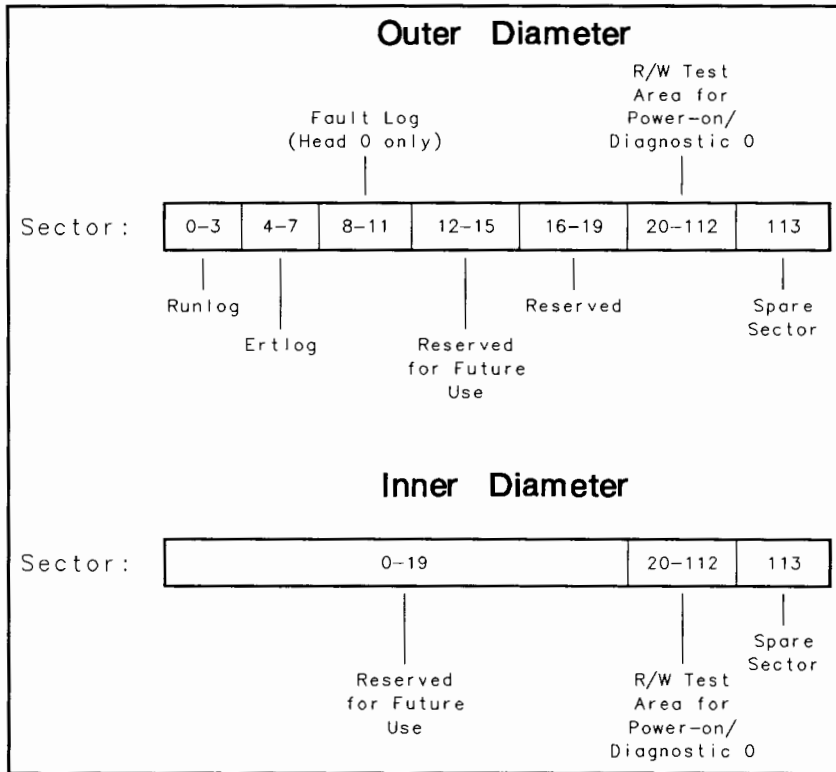 Outer Diameter
R/W Test
Area for
Power-on/
Diagnostic 0
Fault Log
(Head 0 only)
Sector: 0-3 4-7 8-11 12-15 16-19 20-112 113
Runlog
Ertlog
Reserved
for Future
Use
Reserved
Spare
Sector
Inner Diameter
Sector: 0-19 20-112 113
Reserved
for Future
Use
R/W Test
Area for
Power-on/
Diagnostic 0
Spare
Sector